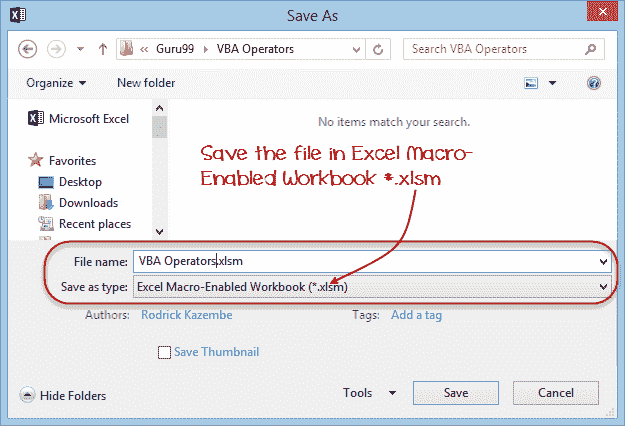 Save As
« Guru99 VBA Operators
Search VBA Operators
Organize
New folder
Microsoft Excel
No items match your search.
Save the file in Excel Macro-
Enabled Workbook *.xlsm
Favorites
Desktop
Downloads
Recent places
File name: VBA Operators.xlsm
Save as type: Excel Macro-Enabled Workbook (*.xlsm)
Authors: Rodrick Kazembe
Tags: Add a tag
Save Thumbnail
Hide Folders
Tools
Save
Cancel